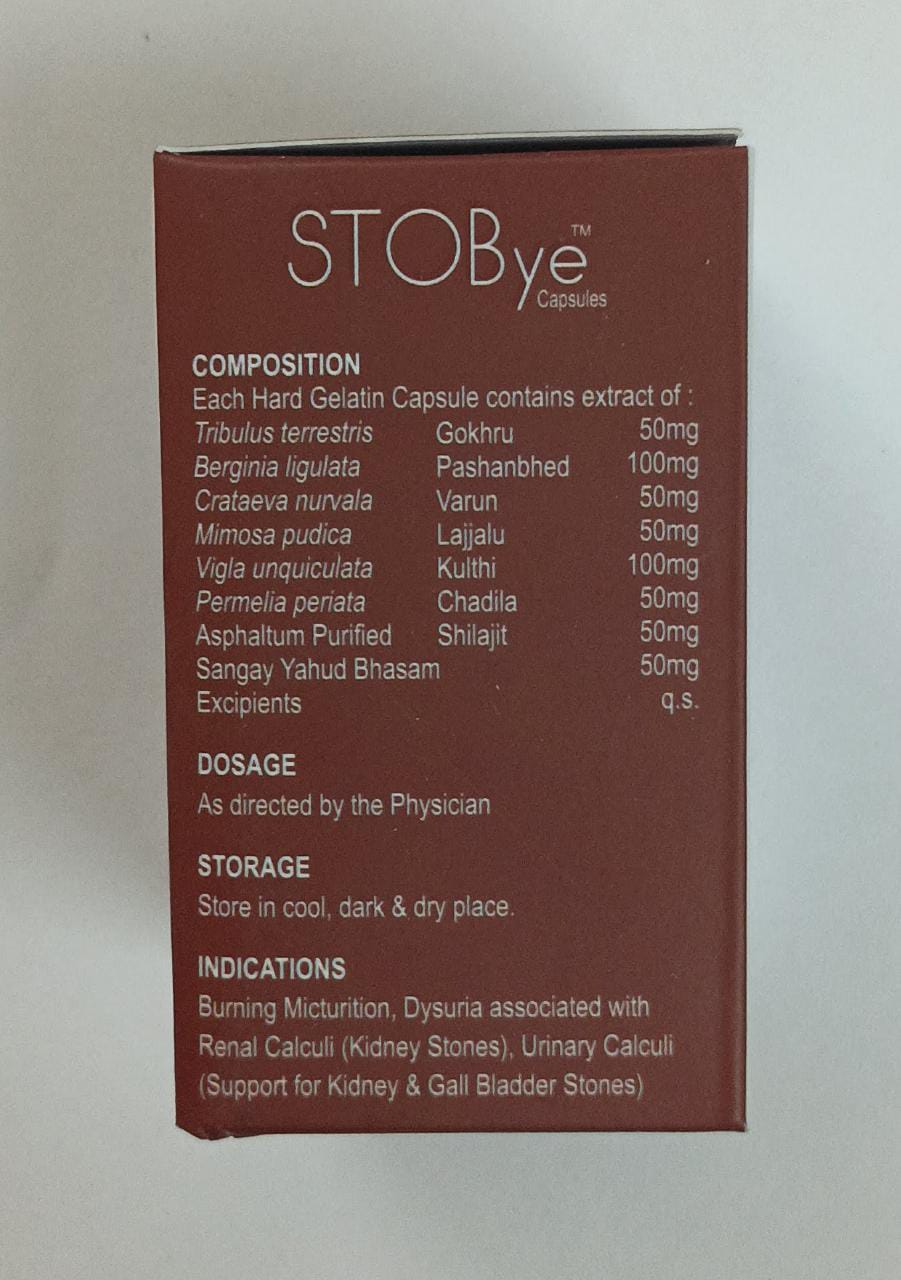 STOBye™
Capsules
COMPOSITION
Each Hard Gelatin Capsule contains extract of :
Tribulus terrestris Gokhru 50mg
Berginia ligulata Pashanbhed 100mg
Crataeva nurvala Varun 50mg
Mimosa pudica Lajjalu 50mg
Vigla unquiculata Kulthi 100mg
Permelia periata Chadila 50mg
Asphaltum Purified Shilajit 50mg
Sangay Yahud Bhasam 50mg
Excipients q.s.
DOSAGE
As directed by the Physician
STORAGE
Store in cool, dark & dry place.
INDICATIONS
Burning Micturition, Dysuria associated with
Renal Calculi (Kidney Stones), Urinary Calculi
(Support for Kidney & Gall Bladder Stones)